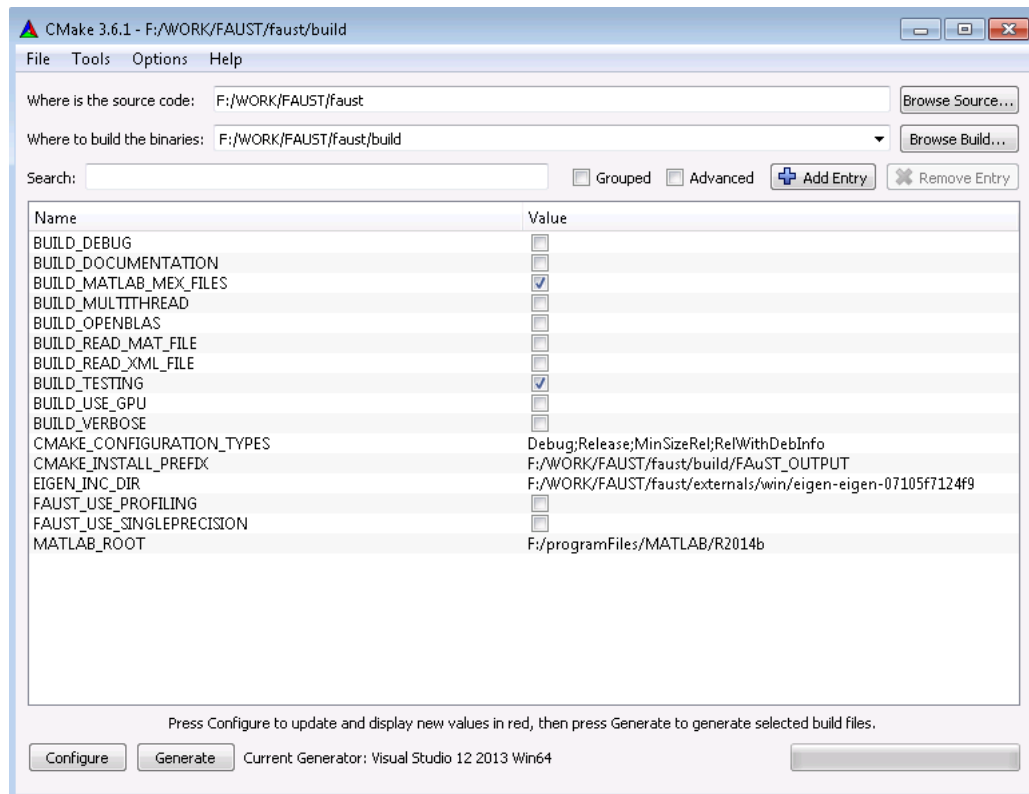 CMake 3.6.1 - F:/WORK/FAUST/faust/build
File Tools Options Help
Where is the source code: F:/WORK/FAUST/faust Browse Source...
Where to build the binaries: F:/WORK/FAUST/faust/build Browse Build...
Search: Grouped Advanced Add Entry Remove Entry
Name Value
BUILD_DEBUG
BUILD_DOCUMENTATION
BUILD_MATLAB_MEX_FILES
BUILD_MULTITHREAD
BUILD_OPENBLAS
BUILD_READ_MAT_FILE
BUILD_READ_XML_FILE
BUILD_TESTING
BUILD_USE_GPU
BUILD_VERBOSE
CMAKE_CONFIGURATION_TYPES Debug;Release;MinSizeRel;RelWithDebInfo
CMAKE_INSTALL_PREFIX F:/WORK/FAUST/faust/build/FAuST_OUTPUT
EIGEN_INC_DIR F:/WORK/FAUST/faust/externals/win/eigen-eigen-07105f7124f9
FAUST_USE_PROFILING
FAUST_USE_SINGLEPRECISION
MATLAB_ROOT F:/programFiles/MATLAB/R2014b
Press Configure to update and display new values in red, then press Generate to generate selected build files.
Configure Generate Current Generator: Visual Studio 12 2013 Win64